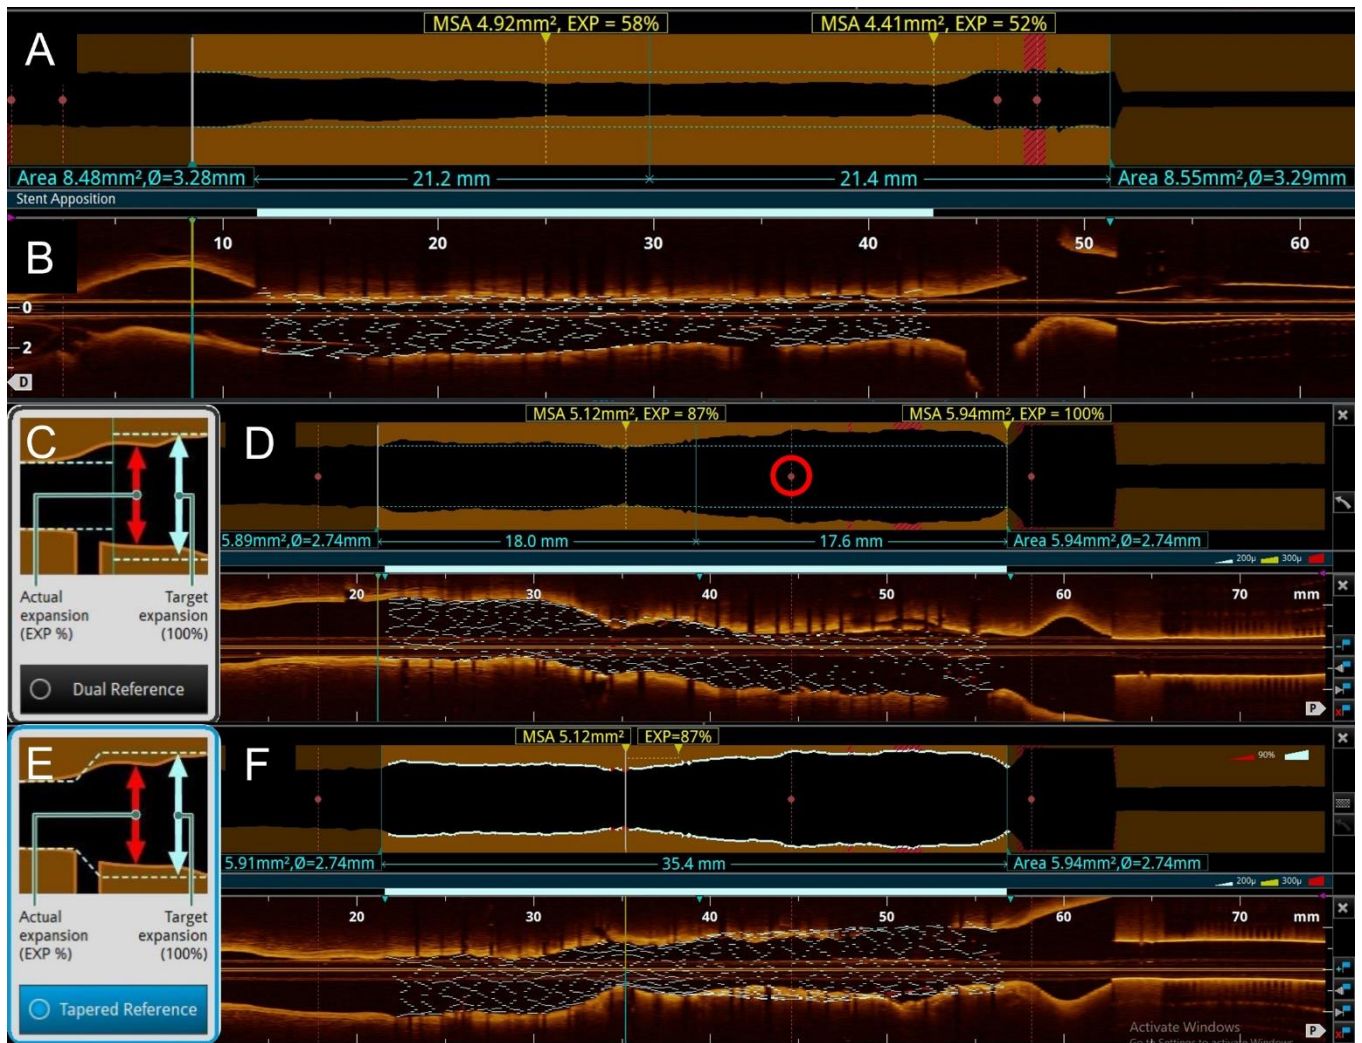 A
MSA 4.92mm², EXP = 58%
MSA 4.41mm², EXP = 52%
Area 8.48mm²,Ø=3.28mm
21.2 mm
21.4 mm
Area 8.55mm²,Ø=3.29mm
Stent Apposition
B
10
20
30
40
50
60
0
2
D
C
Actual expansion (EXP %)
Target expansion (100%)
Dual Reference
D
MSA 5.12mm², EXP = 87%
MSA 5.94mm², EXP = 100%
5.89mm²,Ø=2.74mm
18.0 mm
17.6 mm
Area 5.94mm²,Ø=2.74mm
200µ
300µ
20
30
40
50
60
70
mm
P
E
Actual expansion (EXP %)
Target expansion (100%)
Tapered Reference
F
MSA 5.12mm²
EXP=87%
90%
5.91mm²,Ø=2.74mm
35.4 mm
Area 5.94mm²,Ø=2.74mm
200µ
300µ
20
30
40
50
60
70
mm
P
Activate Windows